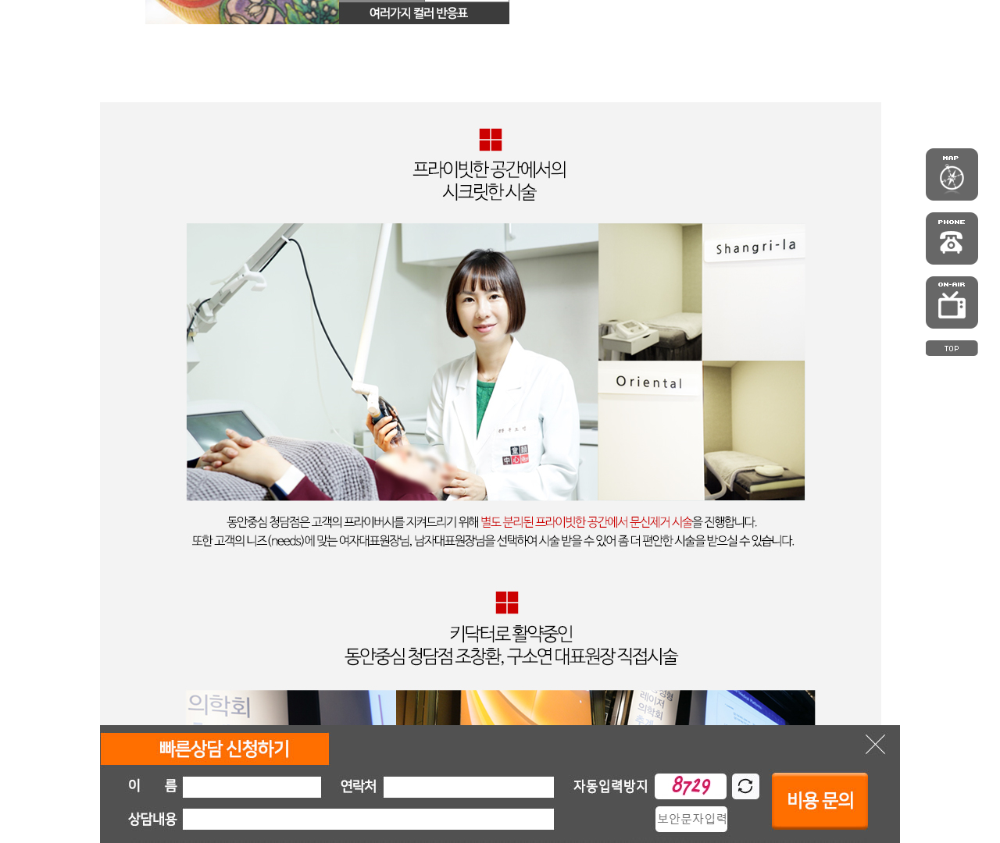 여러가지 컬러 반응표
MAP
PHONE
ON-AIR
TOP
프라이빗한 공간에서의
시크릿한 시술
Shangri-la
Oriental
동안중심 청담점은 고객의 프라이버시를 지켜드리기 위해 별도 분리된 프라이빗한 공간에서 문신제거 시술을 진행합니다.
또한 고객의 니즈(needs)에 맞는 여자대표원장님, 남자대표원장님을 선택하여 시술 받을 수 있어 좀 더 편안한 시술을 받으실 수 있습니다.
키닥터로 활약중인
동안중심 청담점 조창환, 구소연 대표원장 직접시술
의학회
레이저
의학회
빠른상담 신청하기
이 름
연락처
자동입력방지
8729
비용 문의
상담내용
보안문자입력